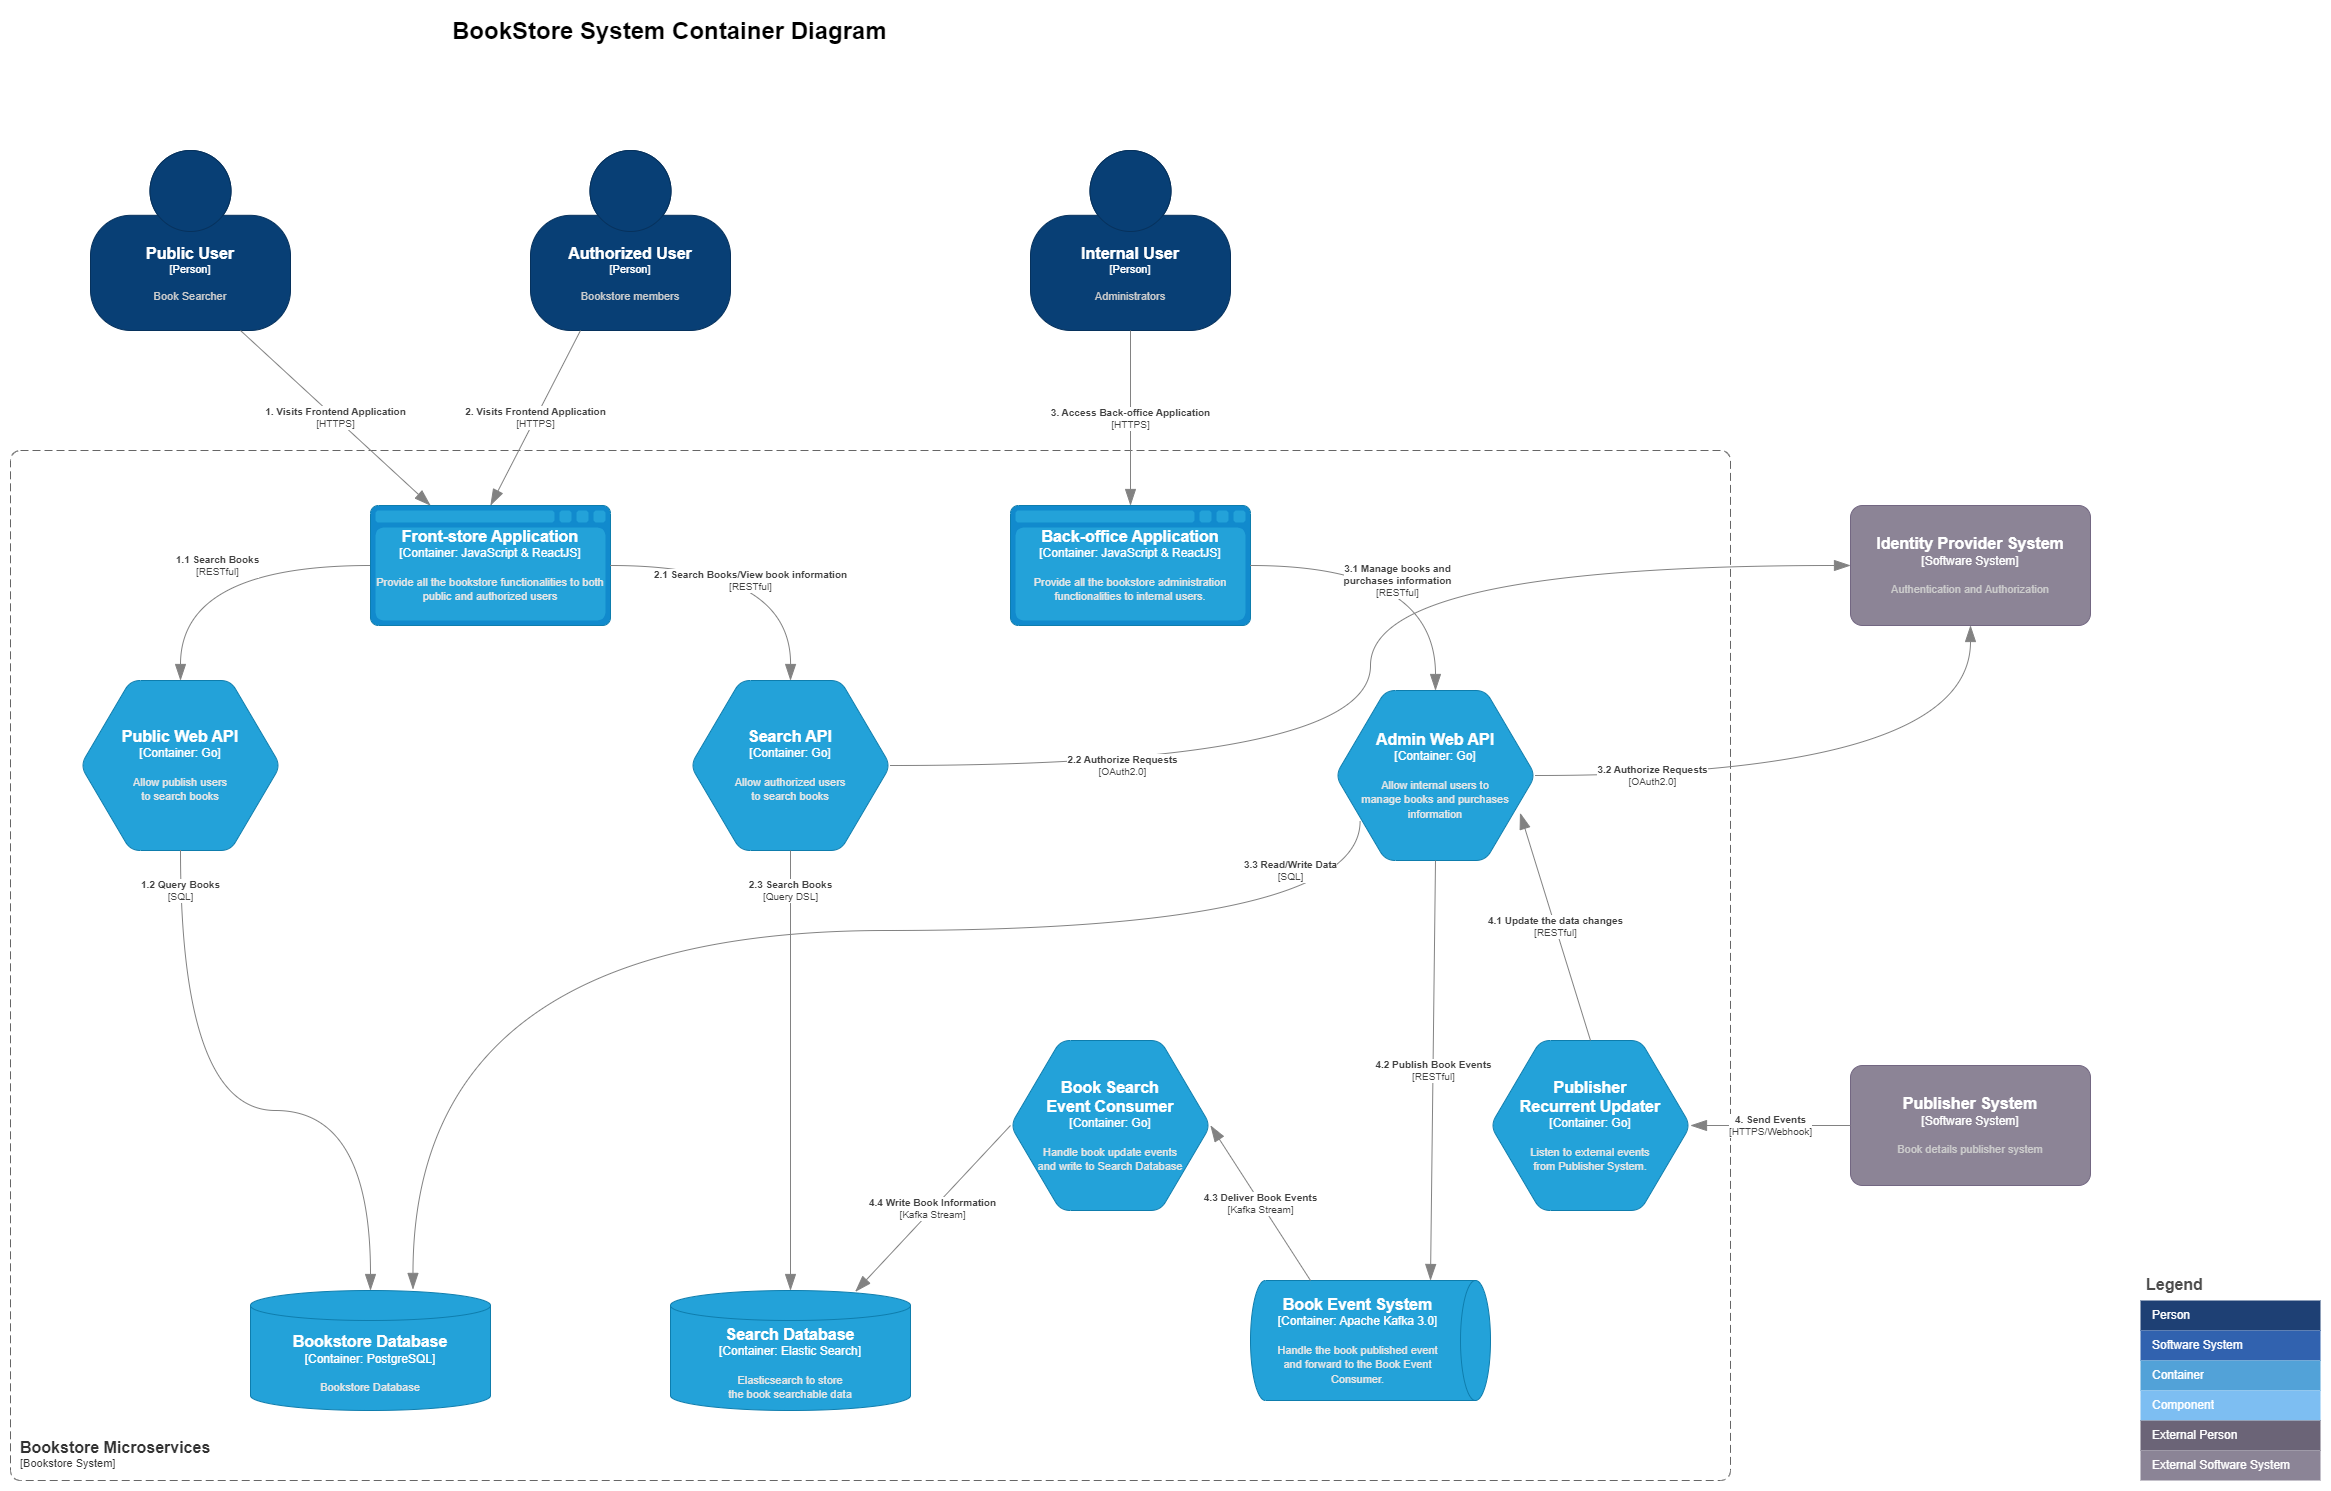 BookStore System Container Diagram
Public User
[Person]
Book Searcher
Authorized User
[Person]
Bookstore members
Internal User
[Person]
Administrators
1. Visits Frontend Application
[HTTPS]
2. Visits Frontend Application
[HTTPS]
3. Access Back-office Application
[HTTPS]
Front-store Application
[Container: JavaScript & ReactJS]
Provide all the bookstore functionalities to both
public and authorized users
Back-office Application
[Container: JavaScript & ReactJS]
Provide all the bookstore administration
functionalities to internal users.
Identity Provider System
[Software System]
Authentication and Authorization
1.1 Search Books
[RESTful]
2.1 Search Books/View book information
[RESTful]
3.1 Manage books and
purchases information
[RESTful]
Public Web API
[Container: Go]
Allow publish users
to search books
Search API
[Container: Go]
Allow authorized users
to search books
Admin Web API
[Container: Go]
Allow internal users to
manage books and purchases
information
2.2 Authorize Requests
[OAuth2.0]
3.2 Authorize Requests
[OAuth2.0]
1.2 Query Books
[SQL]
2.3 Search Books
[Query DSL]
3.3 Read/Write Data
[SQL]
4.1 Update the data changes
[RESTful]
4.2 Publish Book Events
[RESTful]
Book Search
Event Consumer
[Container: Go]
Handle book update events
and write to Search Database
Publisher
Recurrent Updater
[Container: Go]
Listen to external events
from Publisher System.
4. Send Events
[HTTPS/Webhook]
Publisher System
[Software System]
Book details publisher system
4.4 Write Book Information
[Kafka Stream]
4.3 Deliver Book Events
[Kafka Stream]
Bookstore Database
[Container: PostgreSQL]
Bookstore Database
Search Database
[Container: Elastic Search]
Elasticsearch to store
the book searchable data
Book Event System
[Container: Apache Kafka 3.0]
Handle the book published event
and forward to the Book Event
Consumer.
Bookstore Microservices
[Bookstore System]
Legend
Person
Software System
Container
Component
External Person
External Software System